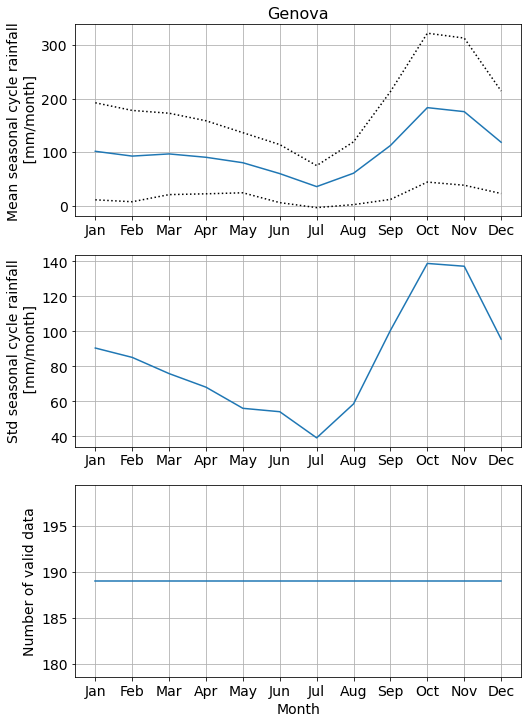 Genova
Mean seasonal cycle rainfall
[mm/month]
300
200
100
0
Jan Feb Mar Apr May Jun Jul Aug Sep Oct Nov Dec
Std seasonal cycle rainfall
[mm/month]
140
120
100
80
60
40
Jan Feb Mar Apr May Jun Jul Aug Sep Oct Nov Dec
Number of valid data
195
190
185
180
Jan Feb Mar Apr May Jun Jul Aug Sep Oct Nov Dec
Month